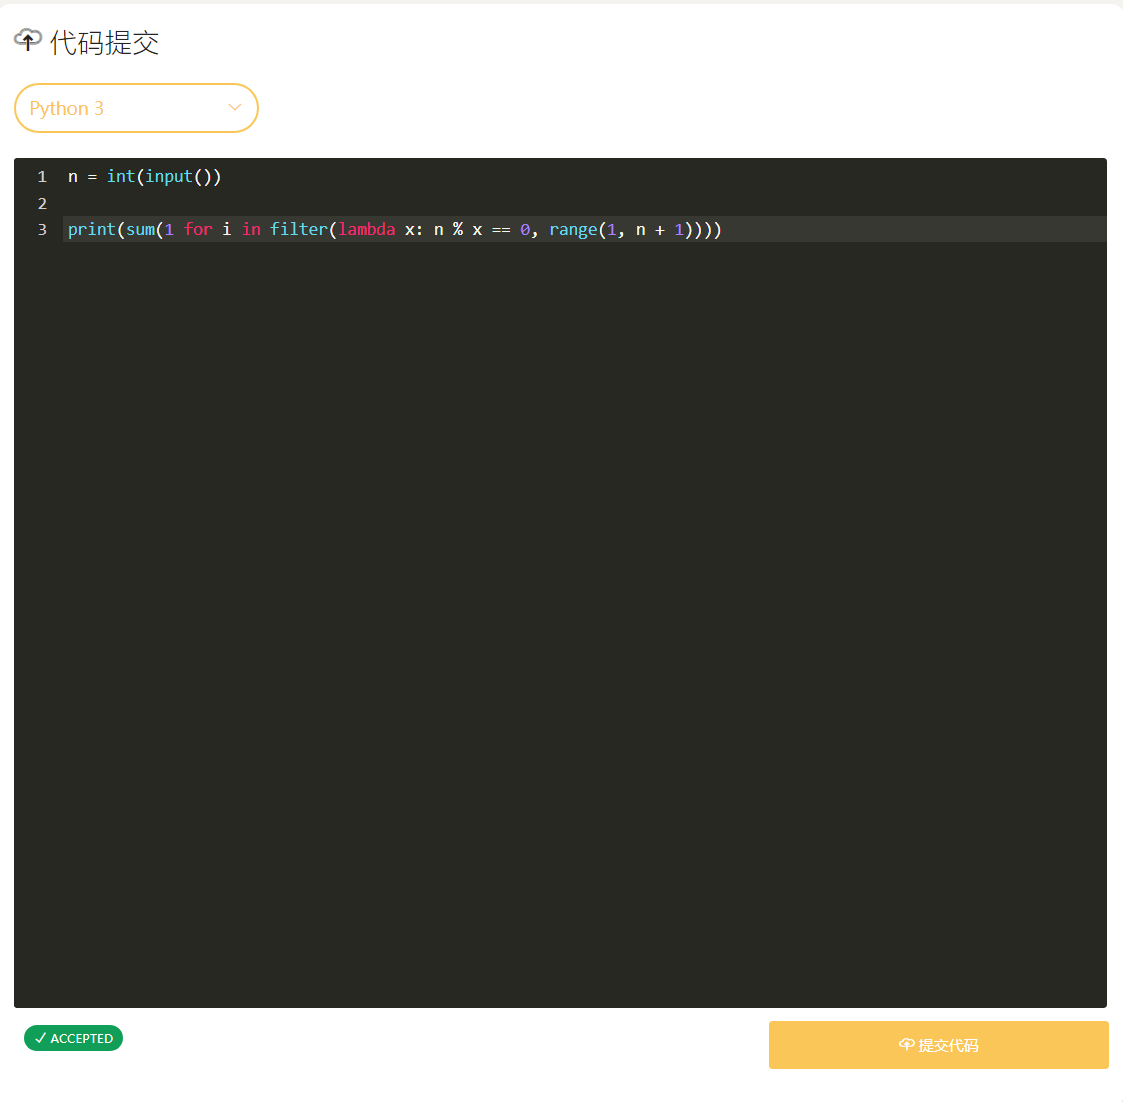 代码提交
Python 3
1 n = int(input())
2
3 print(sum(1 for i in filter(lambda x: n % x == 0, range(1, n + 1))))
ACCEPTED
提交代码